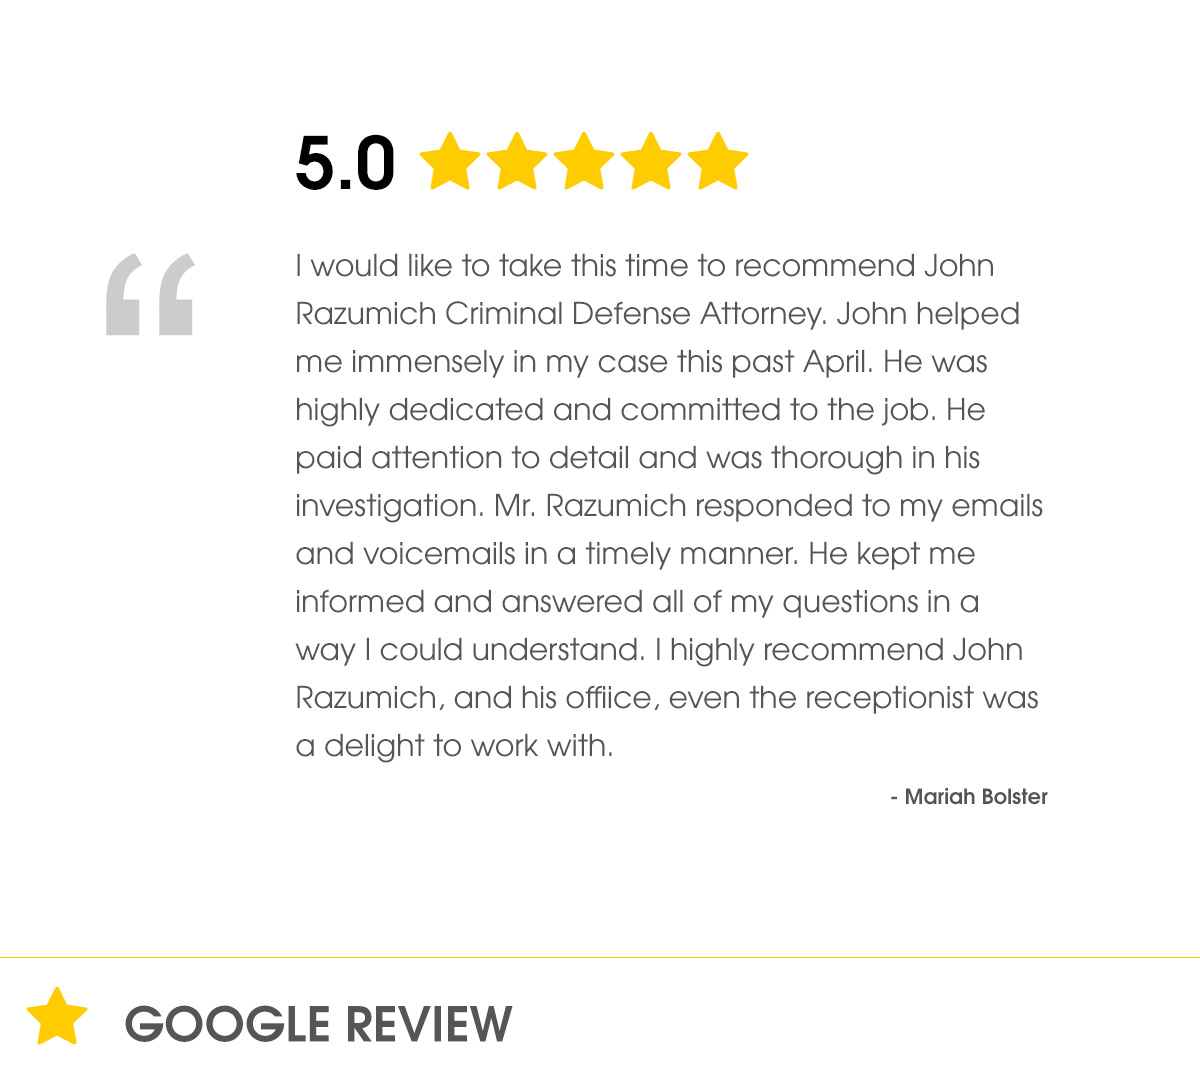 5.0
“
I would like to take this time to recommend John
Razumich Criminal Defense Attorney. John helped
me immensely in my case this past April. He was
highly dedicated and committed to the job. He
paid attention to detail and was thorough in his
investigation. Mr. Razumich responded to my emails
and voicemails in a timely manner. He kept me
informed and answered all of my questions in a
way I could understand. I highly recommend John
Razumich, and his offiice, even the receptionist was
a delight to work with.
- Mariah Bolster
GOOGLE REVIEW